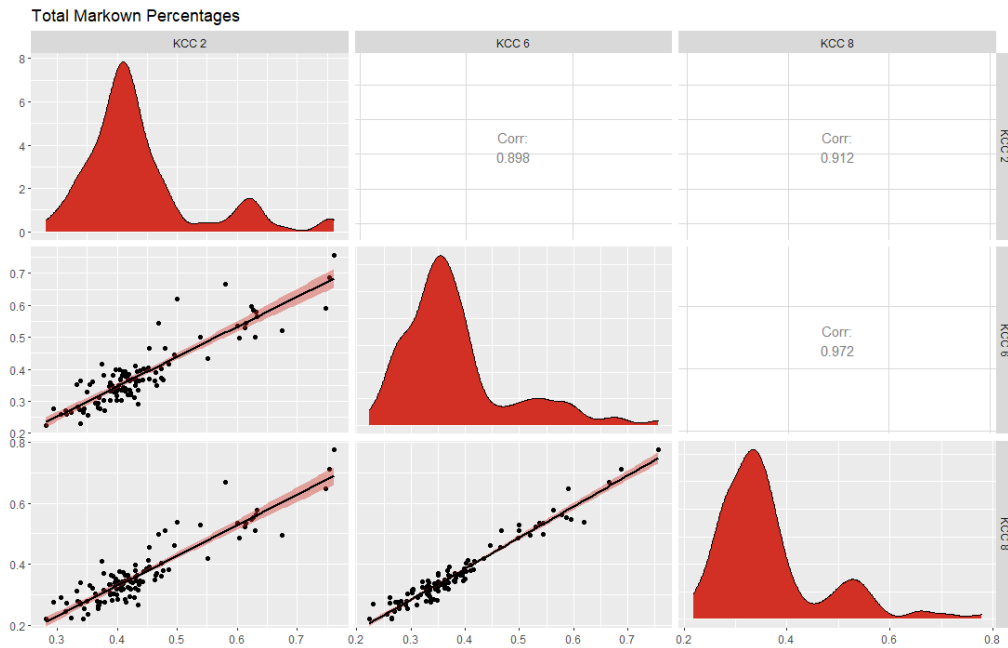 Total Markown Percentages
KCC 2
KCC 6
KCC 8
8
6
4
2
0
Corr:
0.898
Corr:
0.912
KCC 2
0.7
0.6
0.5
0.4
0.3
0.2
Corr:
0.972
KCC 6
0.8
0.6
0.4
0.2
KCC 8
0.3 0.4 0.5 0.6 0.7
0.2 0.3 0.4 0.5 0.6 0.7
0.2 0.4 0.6 0.8